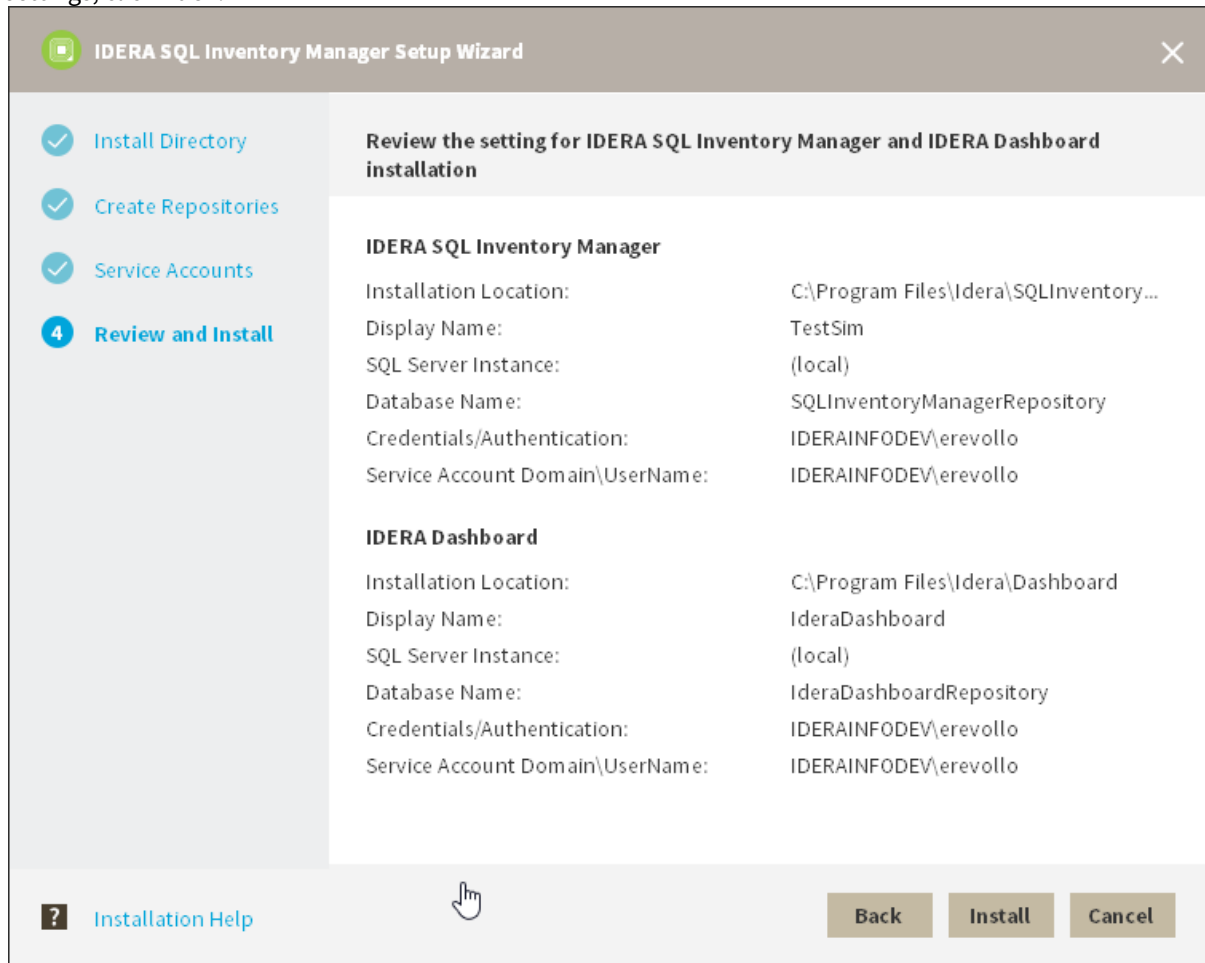 IDERA SQL Inventory Manager Setup Wizard
Install Directory
Create Repositories
Service Accounts
4 Review and Install
Review the setting for IDERA SQL Inventory Manager and IDERA Dashboard
installation
IDERA SQL Inventory Manager
Installation Location: C:\Program Files\Idera\SQLInventory...
Display Name: TestSim
SQL Server Instance: (local)
Database Name: SQLInventoryManagerRepository
Credentials/Authentication: IDERAINFODEV\erevollo
Service Account Domain\UserName: IDERAINFODEV\erevollo
IDERA Dashboard
Installation Location: C:\Program Files\Idera\Dashboard
Display Name: IderaDashboard
SQL Server Instance: (local)
Database Name: IderaDashboardRepository
Credentials/Authentication: IDERAINFODEV\erevollo
Service Account Domain\UserName: IDERAINFODEV\erevollo
? Installation Help
Back Install Cancel